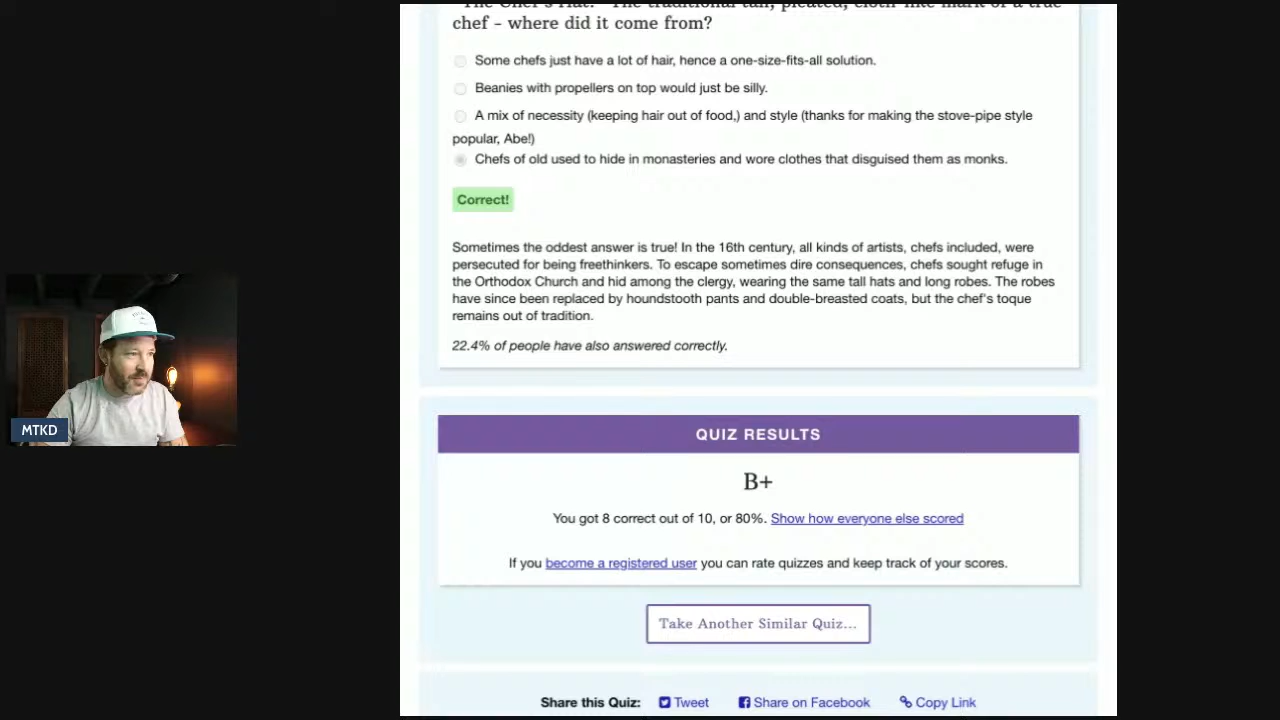 chef - where did it come from?
Some chefs just have a lot of hair, hence a one-size-fits-all solution.
Beanies with propellers on top would just be silly.
A mix of necessity (keeping hair out of food,) and style (thanks for making the stove-pipe style
popular, Abe!)
Chefs of old used to hide in monasteries and wore clothes that disguised them as monks.
Correct!
Sometimes the oddest answer is true! In the 16th century, all kinds of artists, chefs included, were
persecuted for being freethinkers. To escape sometimes dire consequences, chefs sought refuge in
the Orthodox Church and hid among the clergy, wearing the same tall hats and long robes. The robes
have since been replaced by houndstooth pants and double-breasted coats, but the chef's toque
remains out of tradition.
22.4% of people have also answered correctly.
MTKD
QUIZ RESULTS
B+
You got 8 correct out of 10, or 80%. Show how everyone else scored
If you become a registered user you can rate quizzes and keep track of your scores.
Take Another Similar Quiz...
Share this Quiz: Tweet Share on Facebook Copy Link